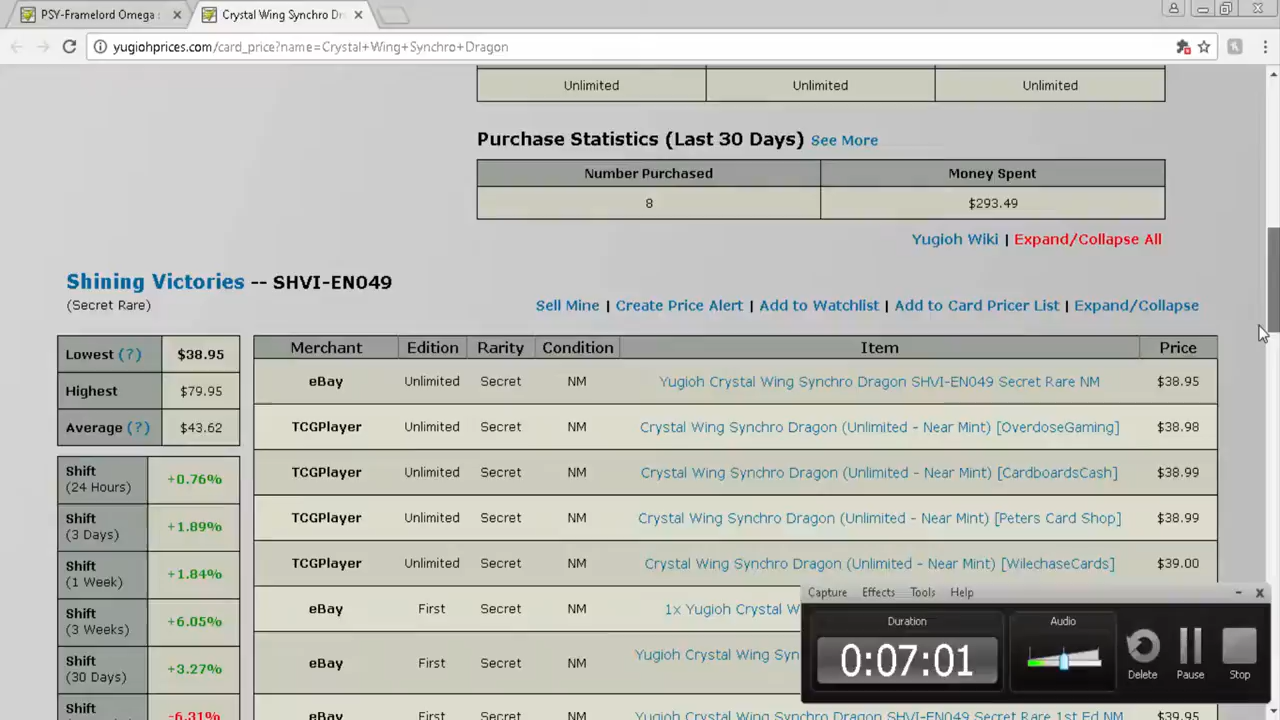 PSY-Framelord Omega :
Crystal Wing Synchro Dr
yugiohprices.com/card_price?name=Crystal+Wing+Synchro+Dragon
Unlimited Unlimited Unlimited
Purchase Statistics (Last 30 Days) See More
Number Purchased Money Spent
8 $293.49
Yugioh Wiki | Expand/Collapse All
Shining Victories -- SHVI-EN049
(Secret Rare)
Sell Mine | Create Price Alert | Add to Watchlist | Add to Card Pricer List | Expand/Collapse
Lowest (?) $38.95
Highest $79.95
Average (?) $43.62
Shift (24 Hours) +0.76%
Shift (3 Days) +1.89%
Shift (1 Week) +1.84%
Shift (3 Weeks) +6.05%
Shift (30 Days) +3.27%
Shift -6.31%
Merchant Edition Rarity Condition Item Price
eBay Unlimited Secret NM Yugioh Crystal Wing Synchro Dragon SHVI-EN049 Secret Rare NM $38.95
TCGPlayer Unlimited Secret NM Crystal Wing Synchro Dragon (Unlimited - Near Mint) [OverdoseGaming] $38.98
TCGPlayer Unlimited Secret NM Crystal Wing Synchro Dragon (Unlimited - Near Mint) [CardboardsCash] $38.99
TCGPlayer Unlimited Secret NM Crystal Wing Synchro Dragon (Unlimited - Near Mint) [Peters Card Shop] $38.99
TCGPlayer Unlimited Secret NM Crystal Wing Synchro Dragon (Unlimited - Near Mint) [WilechaseCards] $39.00
eBay First Secret NM 1x Yugioh Crystal W
eBay First Secret NM Yugioh Crystal Wing Syn
eBay First Secret NM Yugioh Crystal Wing Synchro Dragon SHVI-EN049 Secret Rare 1st Ed NM $39.95
Capture Effects Tools Help
Duration
0:07:01
Audio
Delete Pause Stop